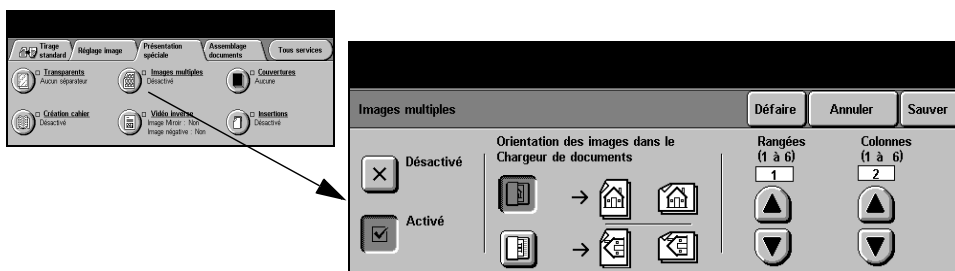 Tirage standard
Réglage image
Présentation spéciale
Assemblage documents
Tous services
Transparents
Aucun séparateur
Images multiples
Désactivé
Couvertures
Aucune
Création cahier
Désactivé
Vidéo inverse
Image Miroir : Non
Image négative : Non
Insertions
Désactivé
Images multiples
Défaire
Annuler
Sauver
Désactivé
Activé
Orientation des images dans le
Chargeur de documents
Rangées
(1 à 6)
1
Colonnes
(1 à 6)
2